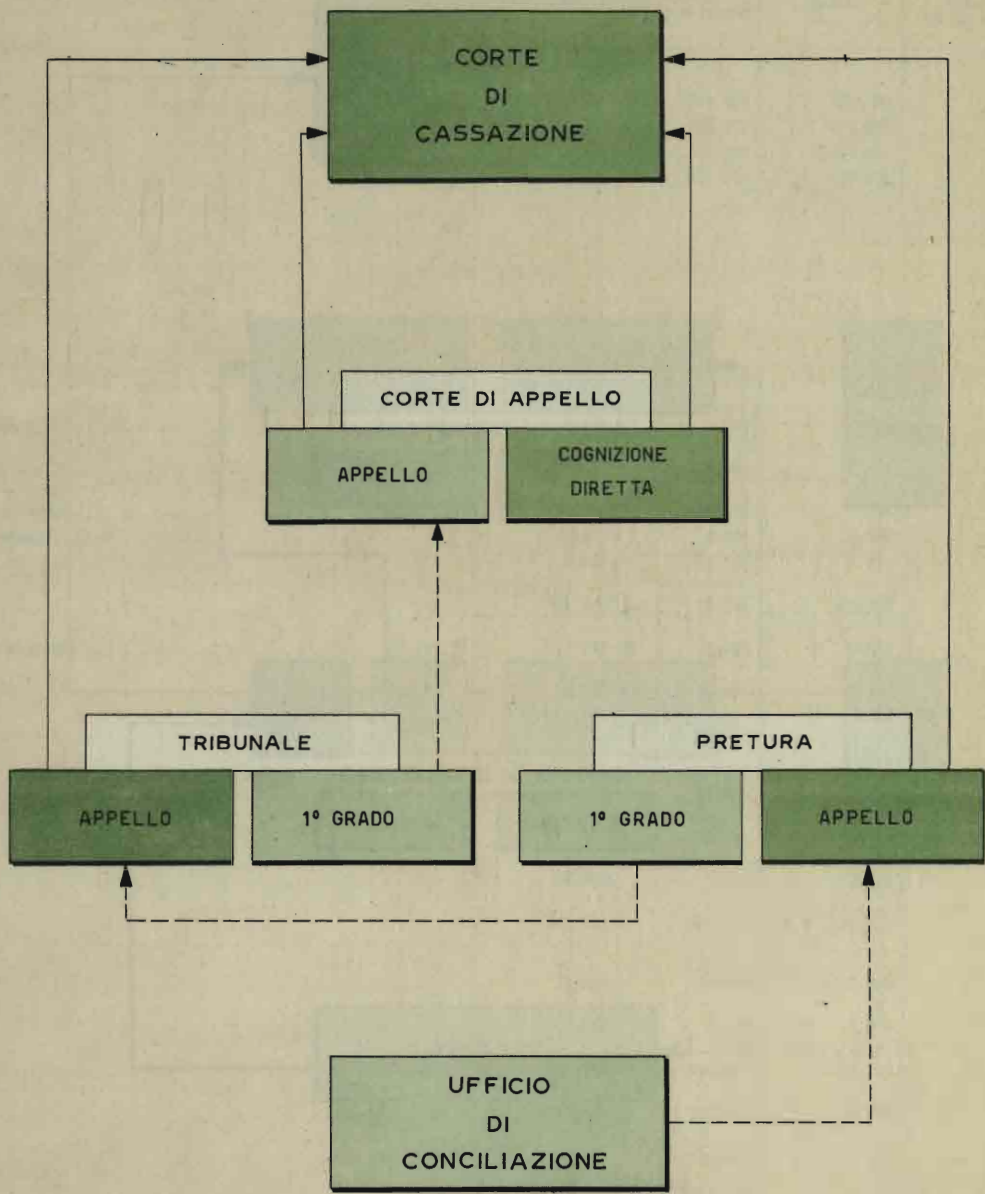 CORTE
DI
CASSAZIONE
CORTE DI APPELLO
APPELLO
COGNIZIONE
DIRETTA
TRIBUNALE
PRETURA
APPELLO
1º GRADO
1º GRADO
APPELLO
UFFICIO
DI
CONCILIAZIONE